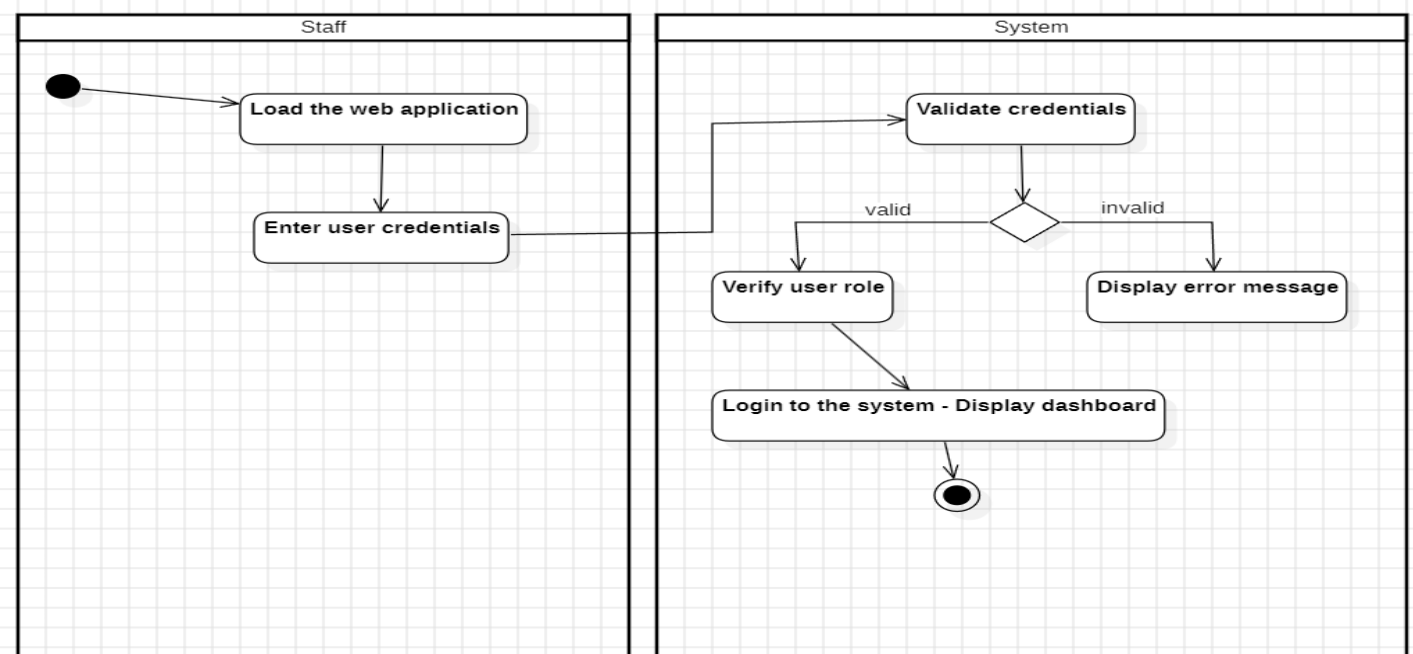 Staff
System
Load the web application
Validate credentials
Enter user credentials
valid
invalid
Verify user role
Display error message
Login to the system - Display dashboard